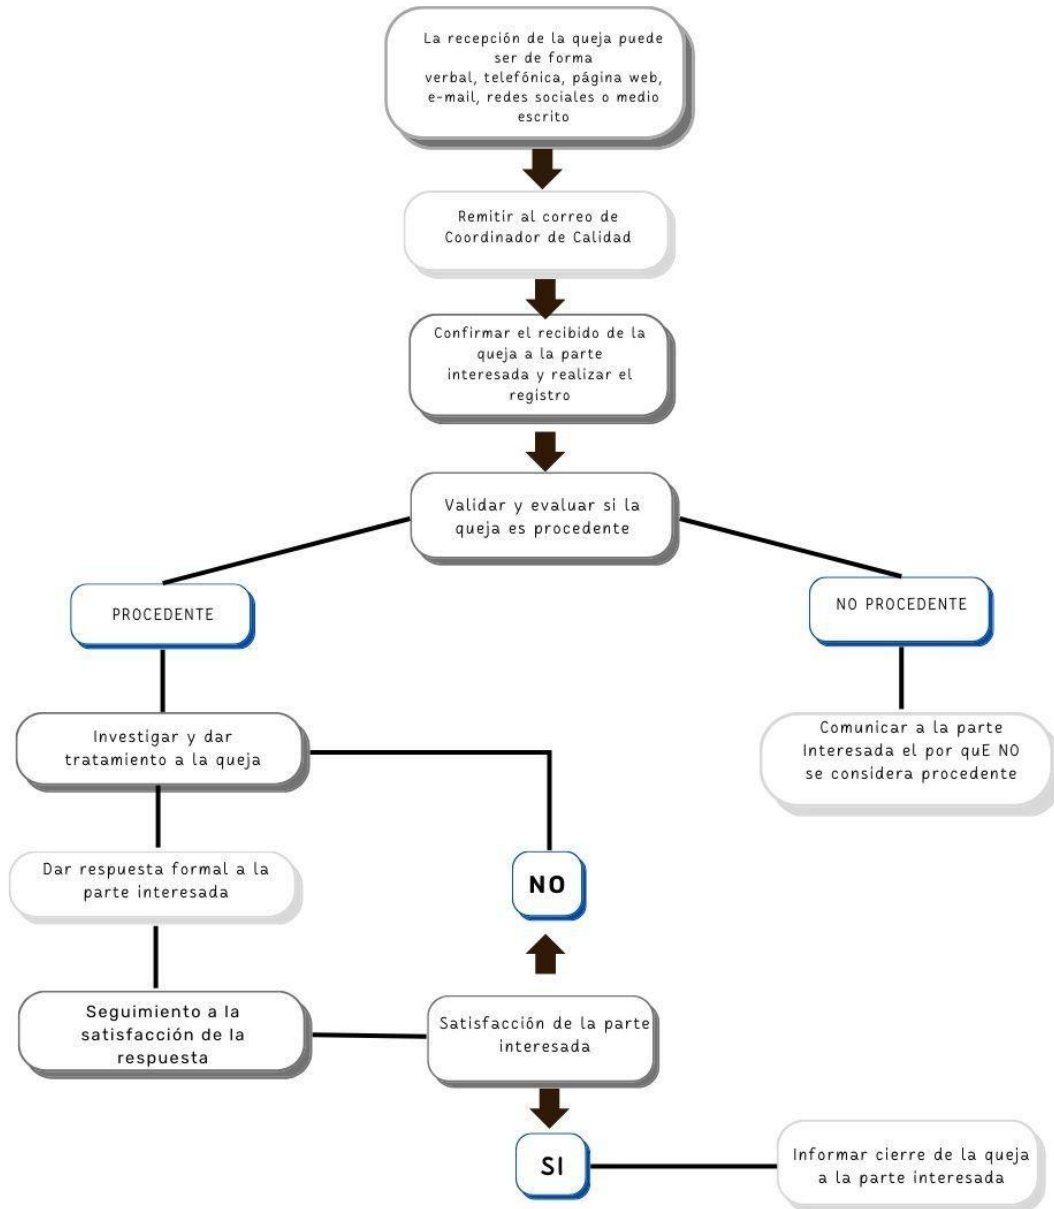 La recepción de la queja puede
ser de forma
verbal, telefónica, página web,
e-mail, redes sociales o medio
escrito
Remitir al correo de
Coordinador de Calidad
Confirmar el recibido de la
queja a la parte
interesada y realizar el
registro
Validar y evaluar si la
queja es procedente
PROCEDENTE
NO PROCEDENTE
Investigar y dar
tratamiento a la queja
Comunicar a la parte
Interesada el por quE NO
se considera procedente
Dar respuesta formal a la
parte interesada
NO
Seguimiento a la
satisfacción de la
respuesta
Satisfacción de la parte
interesada
SI
Informar cierre de la queja
a la parte interesada